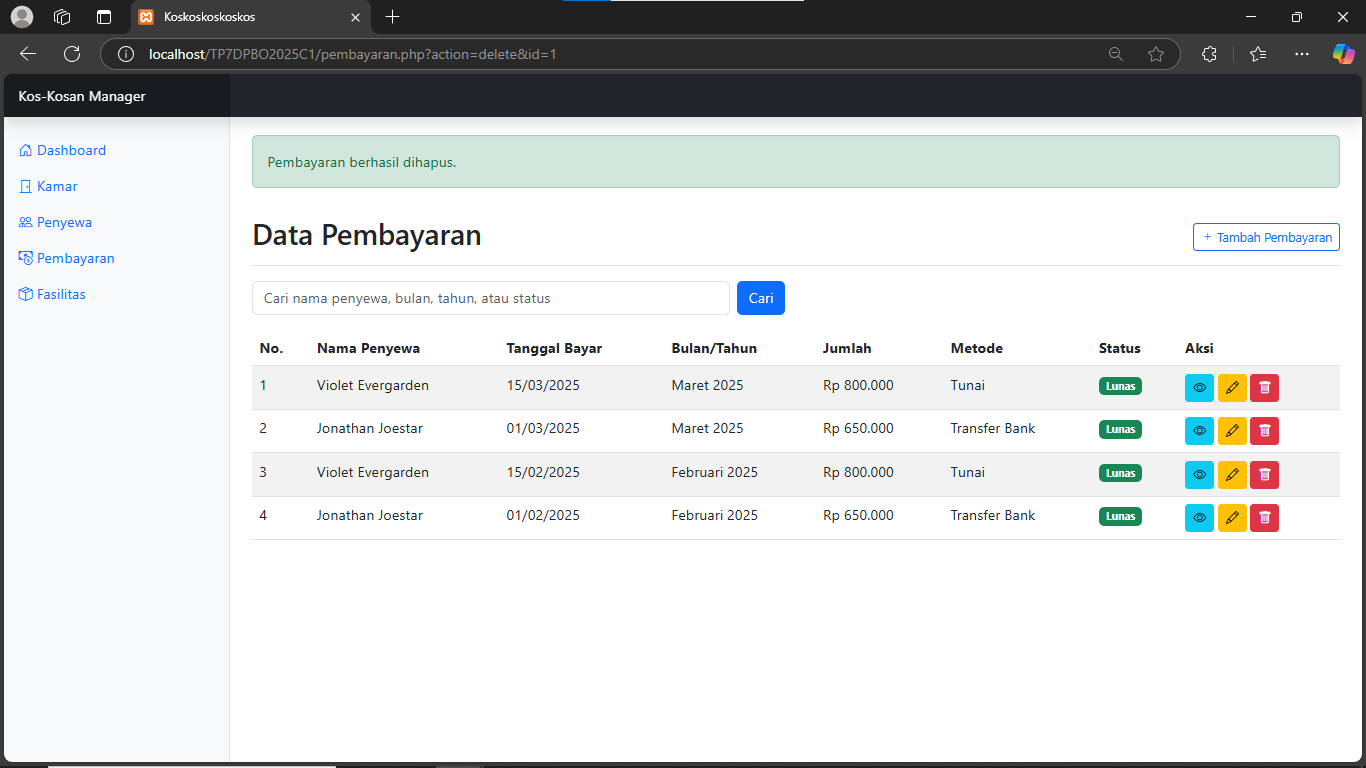 Koskoskoskoskos
localhost/TP7DPBO2025C1/pembayaran.php?action=delete&id=1
Kos-Kosan Manager
Dashboard
Kamar
Penyewa
Pembayaran
Fasilitas
Pembayaran berhasil dihapus.
Data Pembayaran
+ Tambah Pembayaran
Cari nama penyewa, bulan, tahun, atau status
Cari
No. Nama Penyewa Tanggal Bayar Bulan/Tahun Jumlah Metode Status Aksi
1 Violet Evergarden 15/03/2025 Maret 2025 Rp 800.000 Tunai Lunas
2 Jonathan Joestar 01/03/2025 Maret 2025 Rp 650.000 Transfer Bank Lunas
3 Violet Evergarden 15/02/2025 Februari 2025 Rp 800.000 Tunai Lunas
4 Jonathan Joestar 01/02/2025 Februari 2025 Rp 650.000 Transfer Bank Lunas